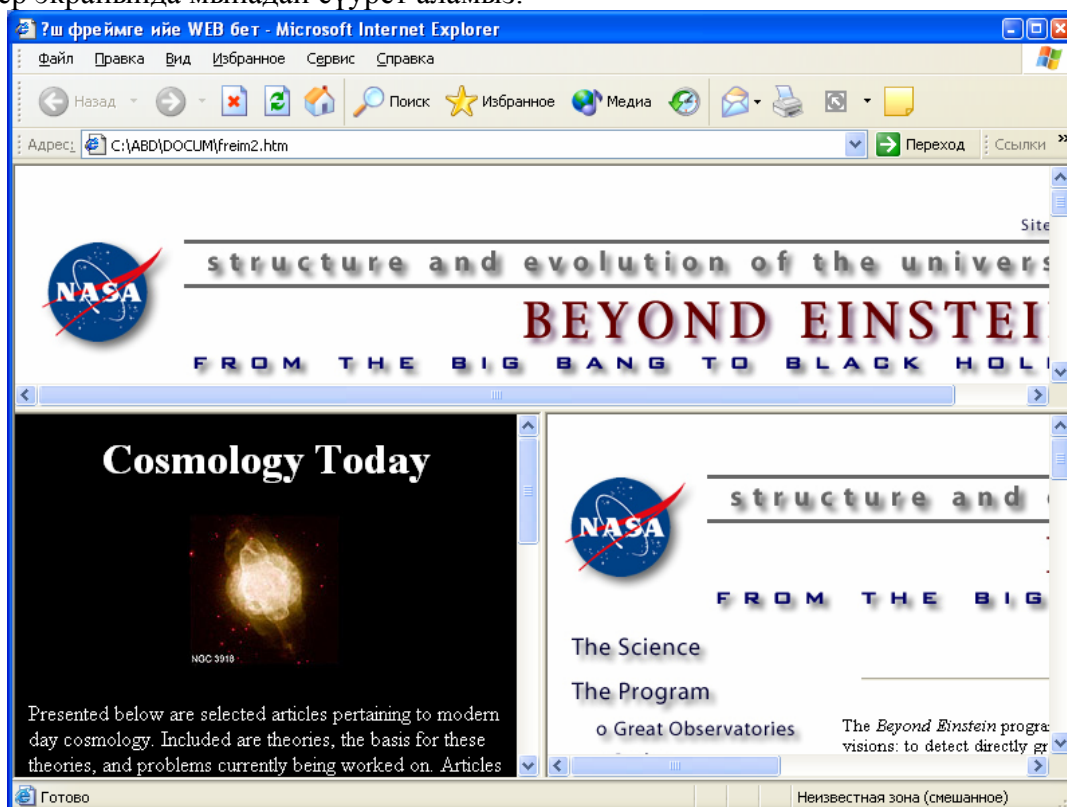 экранында мынадай сүүрөт аламыз:
?ш фреймге ийе WEB бет - Microsoft Internet Explorer
Файл Правка Вид Избранное Сервис Справка
Назад Поиск Избранное Медиа
Адрес: C:\ABD\DOCUM\freim2.htm Переход Ссылки »
Site
NASA
structure and evolution of the univers
BEYOND EINSTEI
FROM THE BIG BANG TO BLACK HOL
Cosmology Today
NGC 3918
Presented below are selected articles pertaining to modern
day cosmology. Included are theories, the basis for these
theories, and problems currently being worked on. Articles
NASA
structure and
FROM THE BIG
The Science
The Program
o Great Observatories
The Beyond Einstein progra
visions: to detect directly gr
Готово Неизвестная зона (смешанное)